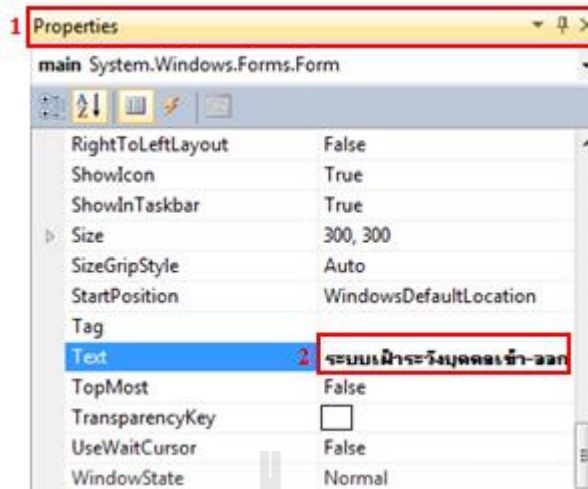 1 Properties
main System.Windows.Forms.Form
RightToLeftLayout False
ShowIcon True
ShowInTaskbar True
Size 300, 300
SizeGripStyle Auto
StartPosition WindowsDefaultLocation
Tag
Text 2 ระบบเฝ้าระวังบุคคลเข้า-ออก
TopMost False
TransparencyKey
UseWaitCursor False
WindowState Normal